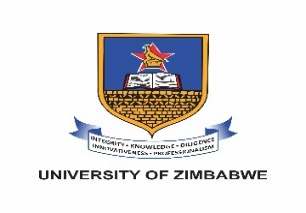 INTEGRITY • KNOWLEDGE • DILIGENCE
INNOVATIVENESS • PROFESSIONALISM
UNIVERSITY OF ZIMBABWE